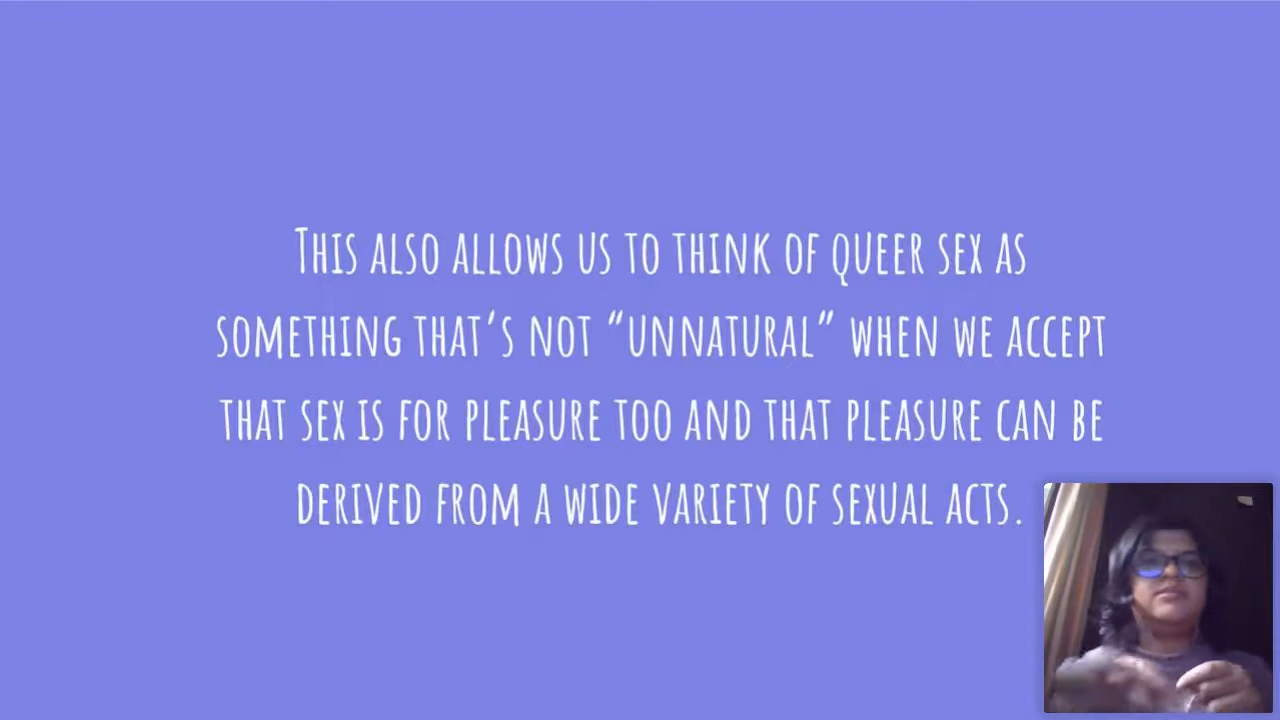 This also allows us to think of queer sex as
something that’s not “unnatural” when we accept
that sex is for pleasure too and that pleasure can be
derived from a wide variety of sexual acts.